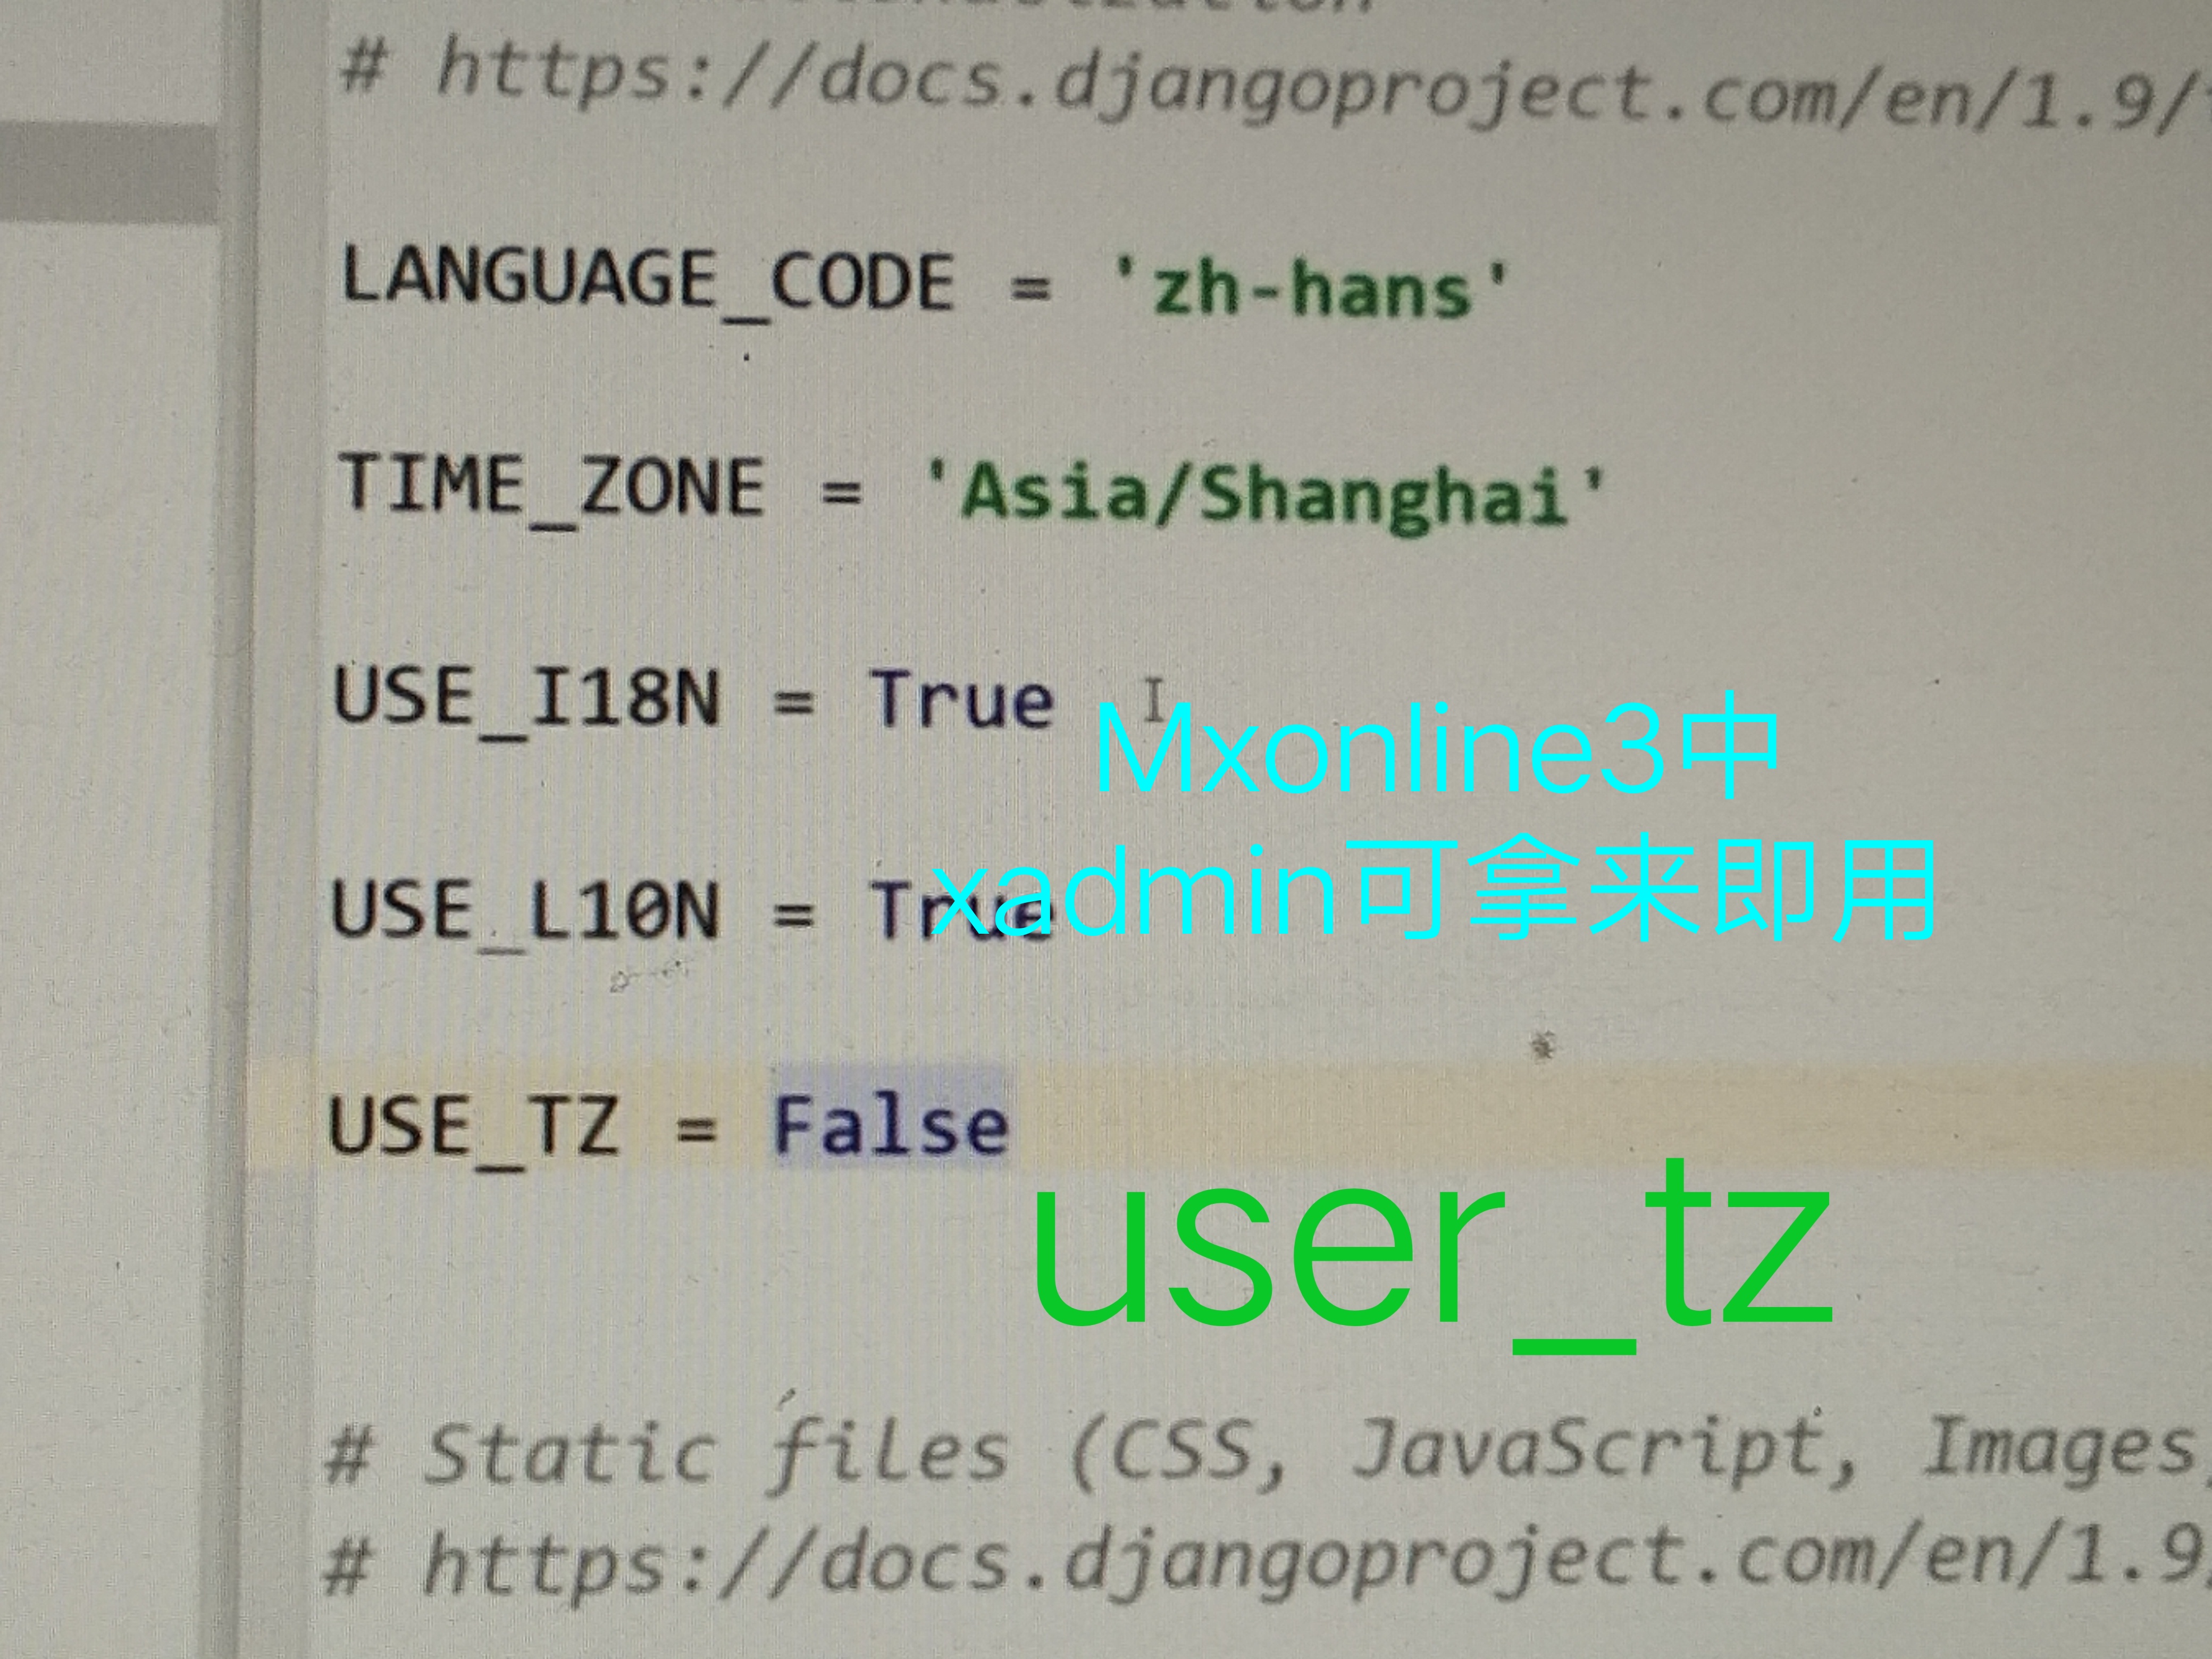 # https://docs.djangoproject.com/en/1.9/
LANGUAGE_CODE = 'zh-hans'
TIME_ZONE = 'Asia/Shanghai'
USE_I18N = True
Mxonline3中
xadmin可拿来即用
USE_L10N = True
USE_TZ = False
user_tz
# Static files (CSS, JavaScript, Images,
# https://docs.djangoproject.com/en/1.9